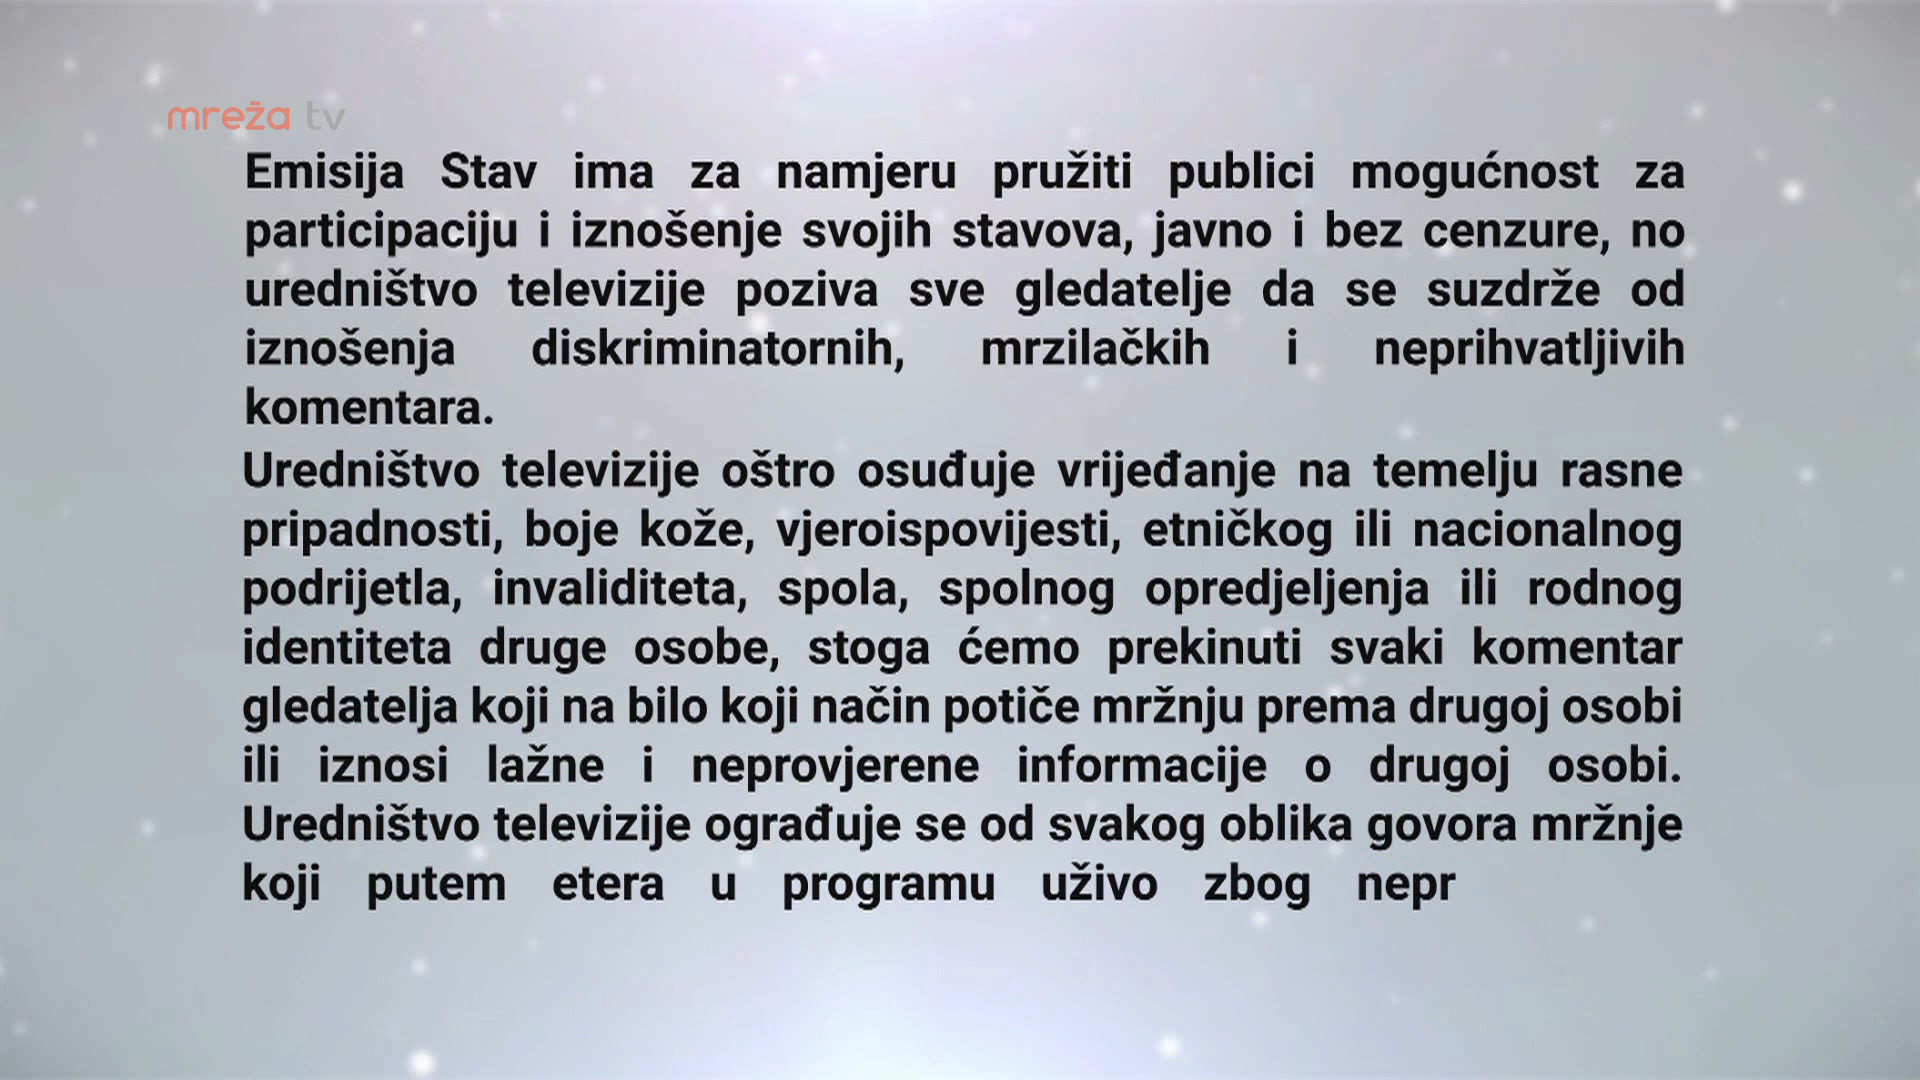 mreža tv
Emisija Stav ima za namjeru pružiti publici mogućnost za
participaciju i iznošenje svojih stavova, javno i bez cenzure, no
uredništvo televizije poziva sve gledatelje da se suzdrže od
iznošenja diskriminatornih, mrzilačkih i neprihvatljivih
komentara.
Uredništvo televizije oštro osuđuje vrijeđanje na temelju rasne
pripadnosti, boje kože, vjeroispovijesti, etničkog ili nacionalnog
podrijetla, invaliditeta, spola, spolnog opredjeljenja ili rodnog
identiteta druge osobe, stoga ćemo prekinuti svaki komentar
gledatelja koji na bilo koji način potiče mržnju prema drugoj osobi
ili iznosi lažne i neprovjerene informacije o drugoj osobi.
Uredništvo televizije ograđuje se od svakog oblika govora mržnje
koji putem etera u programu uživo zbog nepr